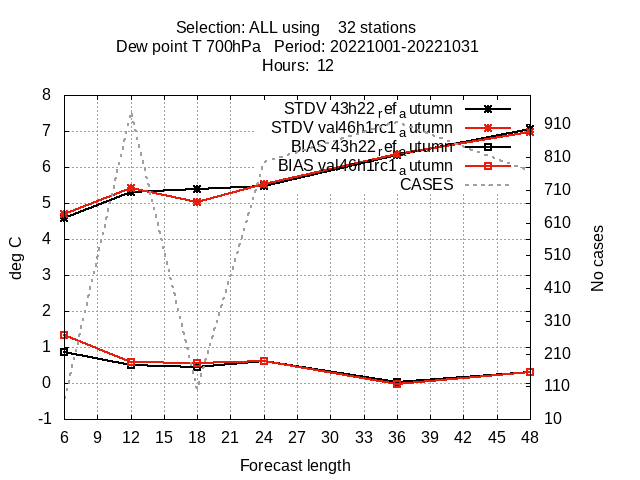 Selection: ALL using    32 stations
Dew point T 700hPa   Period: 20221001-20221031
Hours: 12
8
7
6
5
4
3
2
1
0
-1
deg C
STDV 43h22_ref_autumn
STDV val46h1rc1_autumn
BIAS 43h22_ref_autumn
BIAS val46h1rc1_autumn
CASES
910
810
710
610
510
410
310
210
110
10
No cases
6 9 12 15 18 21 24 27 30 33 36 39 42 45 48
Forecast length